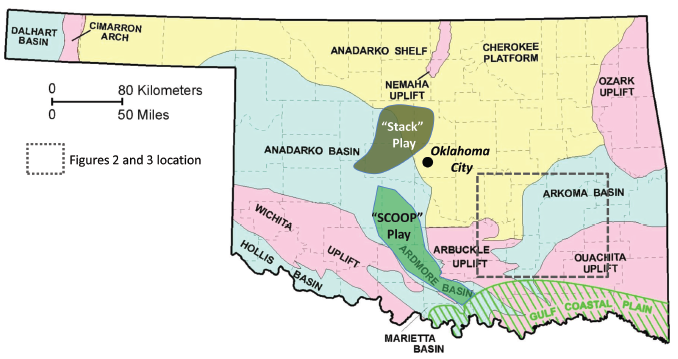 DALHART
BASIN
CIMARRON
ARCH
ANADARKO SHELF
CHEROKEE
PLATFORM
NEMAHA
UPLIFT
OZARK
UPLIFT
0 80 Kilometers
0 50 Miles
Figures 2 and 3 location
"Stack"
Play
Oklahoma
City
ANADARKO BASIN
ARKOMA BASIN
"SCOOP"
Play
WICHITA
UPLIFT
HOLLIS
BASIN
ARBUCKLE
UPLIFT
ARDMORE BASIN
OUACHITA
UPLIFT
GULF COASTAL PLAIN
MARIETTA
BASIN